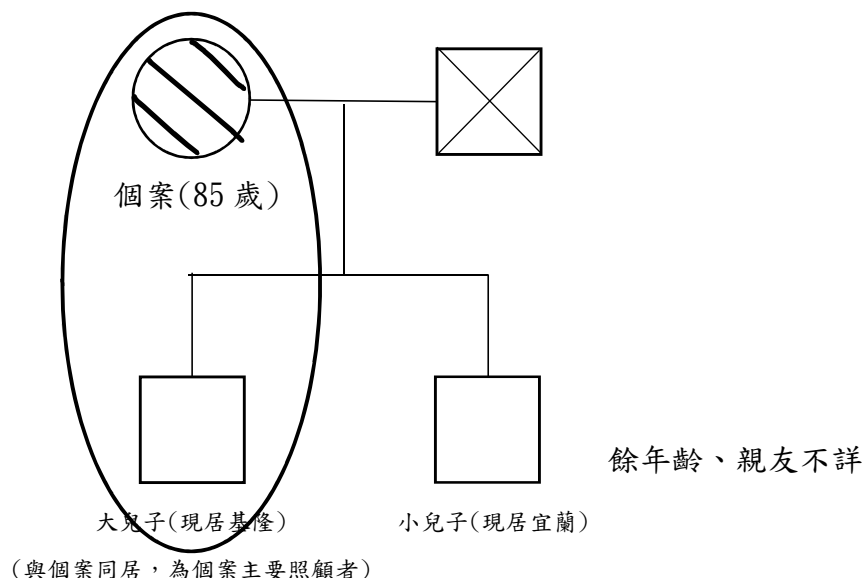 個案(85 歲)
餘年齡、親友不詳
大兒子(現居基隆)
小兒子(現居宜蘭)
(與個案同居，為個案主要照顧者)